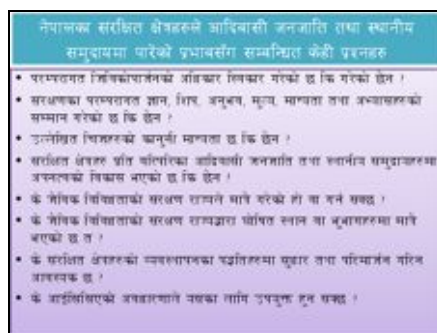 नेपालका संरक्षित क्षेत्रहरुले आदिवासी जनजाति तथा स्थानीय
समुदायमा पारेको प्रभावसँग सम्बन्धित केही प्रश्नहरु
• परम्परागत जिविकोपार्जनको अधिकार स्विकार गरेको छ कि गरेको छैन ?
• संरक्षणका परम्परागत ज्ञान, शिप, अनुभव, मुल्य, मान्यता तथा अभ्यासहरुको
सम्मान गरेको छ कि छैन ?
• उल्लेखित चिजहरुको कानुनी मान्यता छ कि छैन ?
• संरक्षित क्षेत्रहरु प्रति वरिपरिका आदिवासी जनजाति तथा स्थानीय समुदायहरुमा
अपनत्वको विकास भएको छ कि छैन ?
• के जैविक विविधताको संरक्षण राज्यले मात्रै गरेको हो वा गर्न सक्छ ?
• के जैविक विविधताको संरक्षण राज्यद्वारा घोषित स्थान वा भुभागहरुमा मात्रै
भएको छ त ?
• के संरक्षित क्षेत्रहरुको व्यवस्थापनका पद्धतिहरुमा सुधार तथा परिमार्जन गरिन
आवश्यक छ ?
• के आईसिसिएको अवधारणाले यसका लागि उपयुक्त हुन सक्छ ?